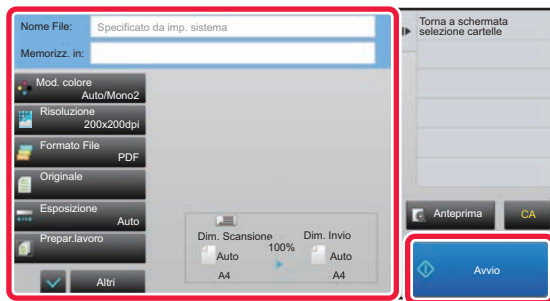 Nome File:
Specificato da imp. sistema
Memorizz. in:
Mod. colore
Auto/Mono2
Risoluzione
200x200dpi
Formato File
PDF
Originale
Esposizione
Auto
Prepar.lavoro
Altri
Dim. Scansione
100%
Dim. Invio
Auto
Auto
A4
A4
Torna a schermata
selezione cartelle
Anteprima
CA
Avvio